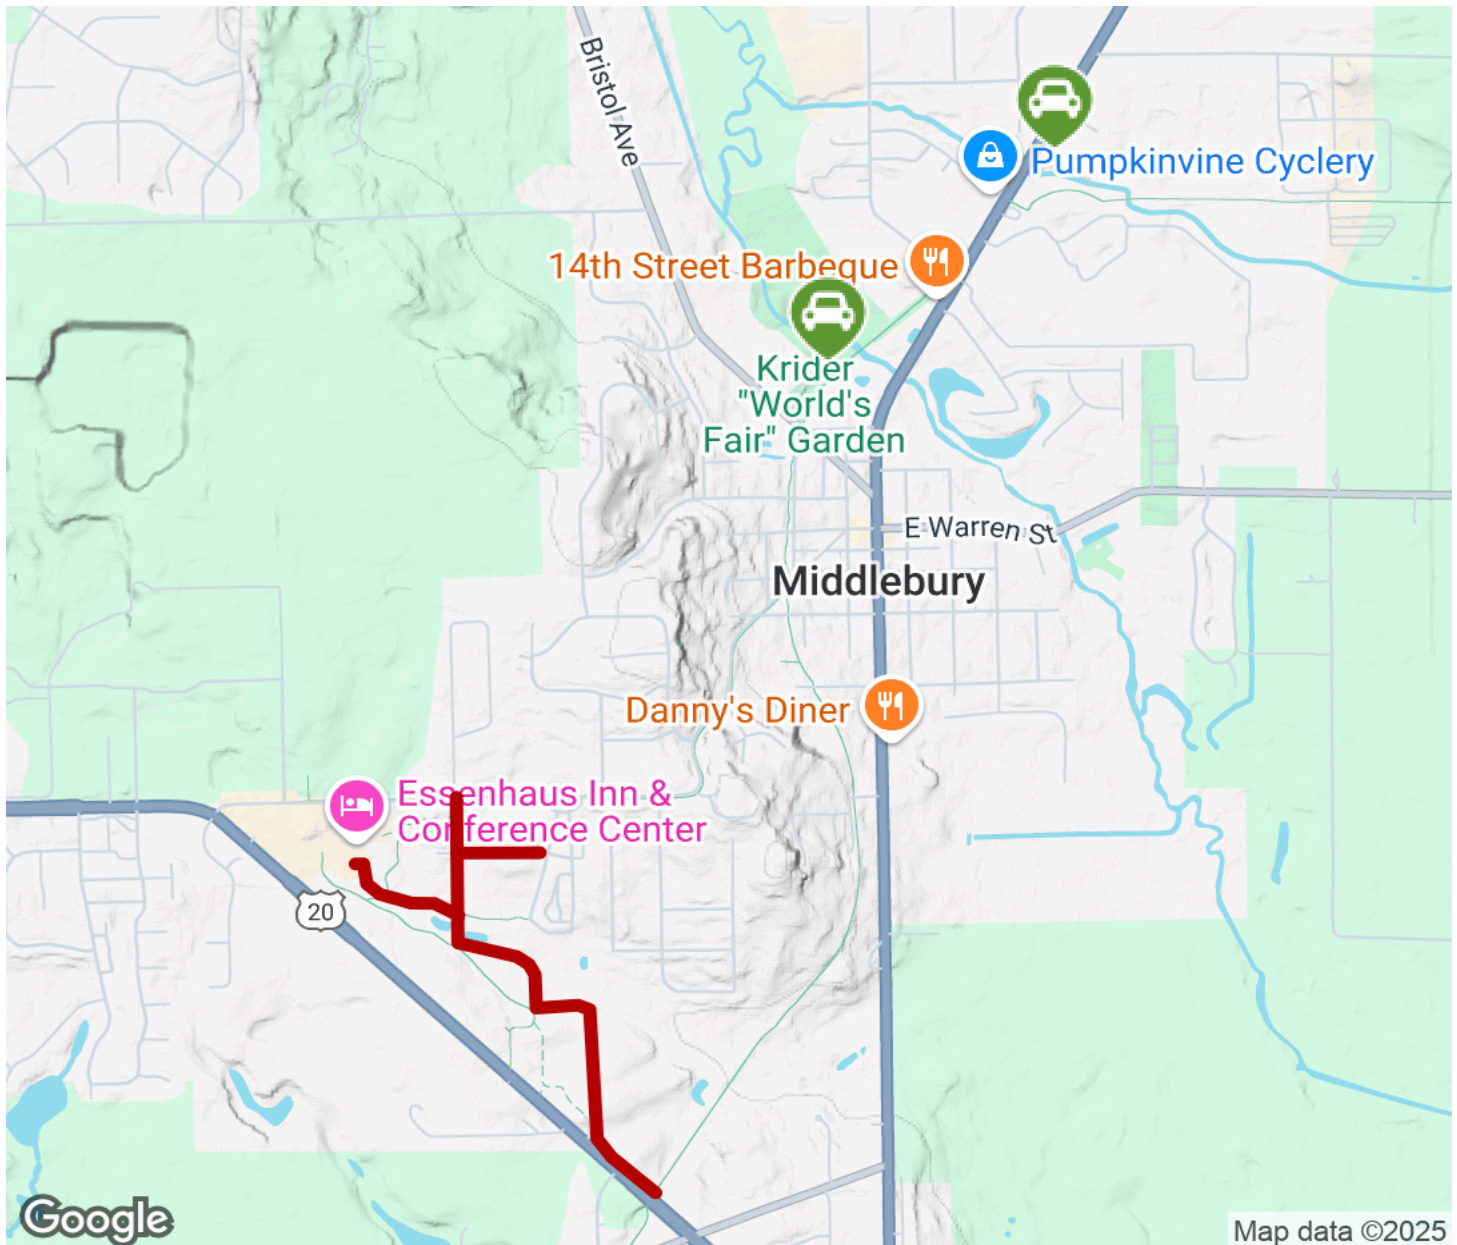 Bristol Ave
Pumpkinvine Cyclery
14th Street Barbeque
Krider
"World's
Fair" Garden
E Warren St
Middlebury
Danny's Diner
Essenhaus Inn &
Conference Center
20
Google
Map data ©2025